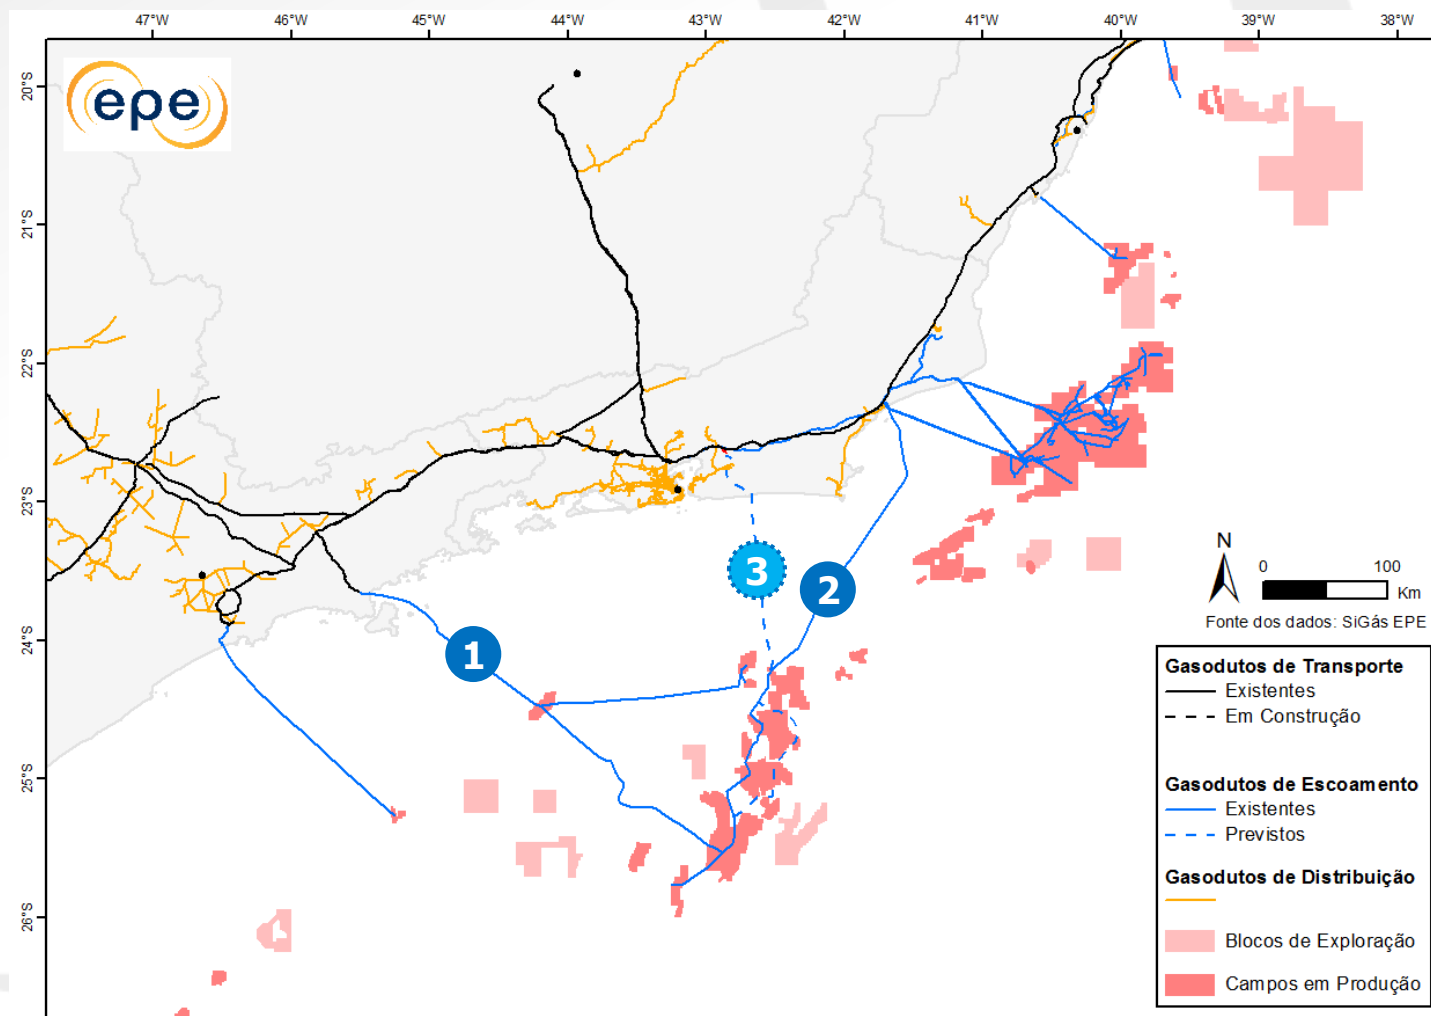 47°W 46°W 45°W 44°W 43°W 42°W 41°W 40°W 39°W 38°W
20°S
21°S
22°S
23°S
24°S
25°S
26°S
epe
1
2
3
N
0 100
Km
Fonte dos dados: SiGás EPE
Gasodutos de Transporte
Existentes
Em Construção
Gasodutos de Escoamento
Existentes
Previstos
Gasodutos de Distribuição
Blocos de Exploração
Campos em Produção